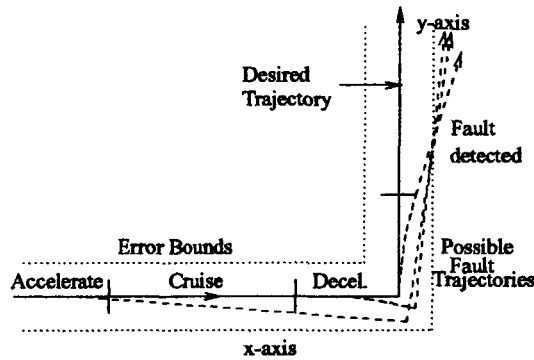 y-axis
Desired
Trajectory
Fault
detected
Error Bounds
Possible
Fault
Trajectories
Accelerate
Cruise
Decel.
x-axis